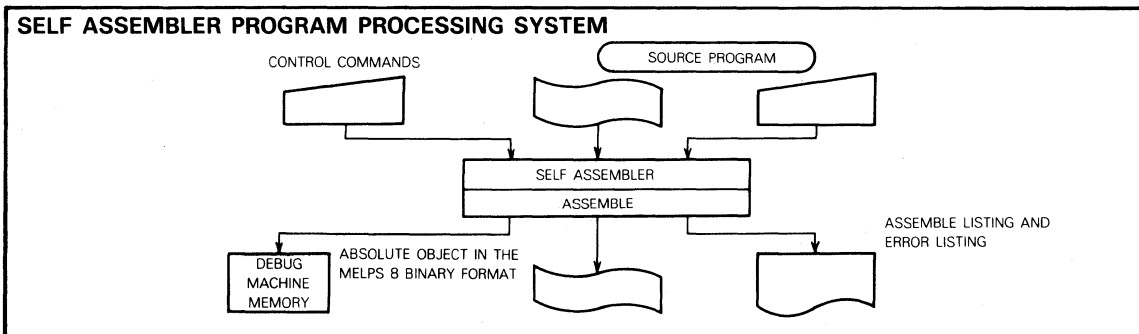 SELF ASSEMBLER PROGRAM PROCESSING SYSTEM
CONTROL COMMANDS
SOURCE PROGRAM
SELF ASSEMBLER
ASSEMBLE
DEBUG
MACHINE
MEMORY
ABSOLUTE OBJECT IN THE
MELPS 8 BINARY FORMAT
ASSEMBLE LISTING AND
ERROR LISTING